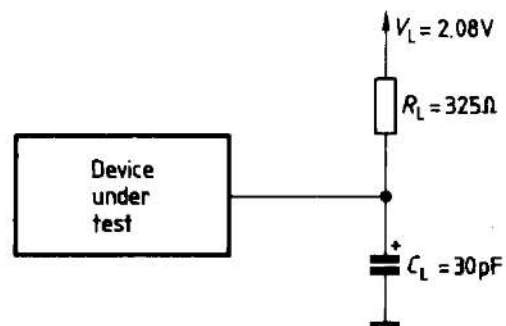 V_L = 2.08V
R_L = 325Ω
Device
under
test
+
C_L = 30pF